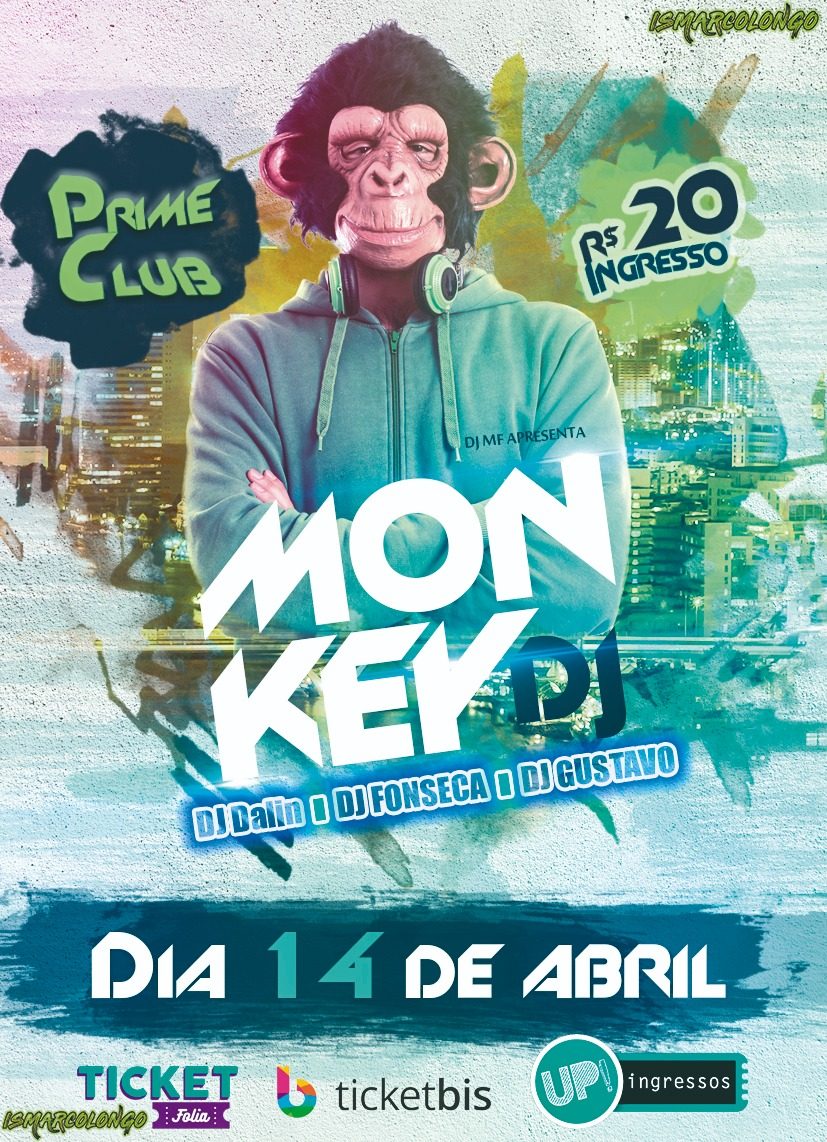 ISMARCOLONGO
PRIME
CLUB
R$ 20
INGRESSO
DJ MF APRESENTA
MON
KEY DJ
DJ Dalin DJ FONSECA DJ GUSTAVO
DIA 14 DE ABRIL
TICKET
Folia
ticketbis
UP! ingressos
ISMARCOLONGO